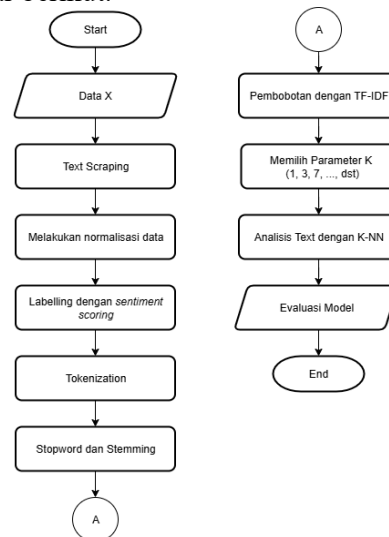 Start
Data X
Text Scraping
Melakukan normalisasi data
Labelling dengan sentiment
scoring
Tokenization
Stopword dan Stemming
A
A
Pembobotan dengan TF-IDF
Memilih Parameter K
(1, 3, 7, ..., dst)
Analisis Text dengan K-NN
Evaluasi Model
End